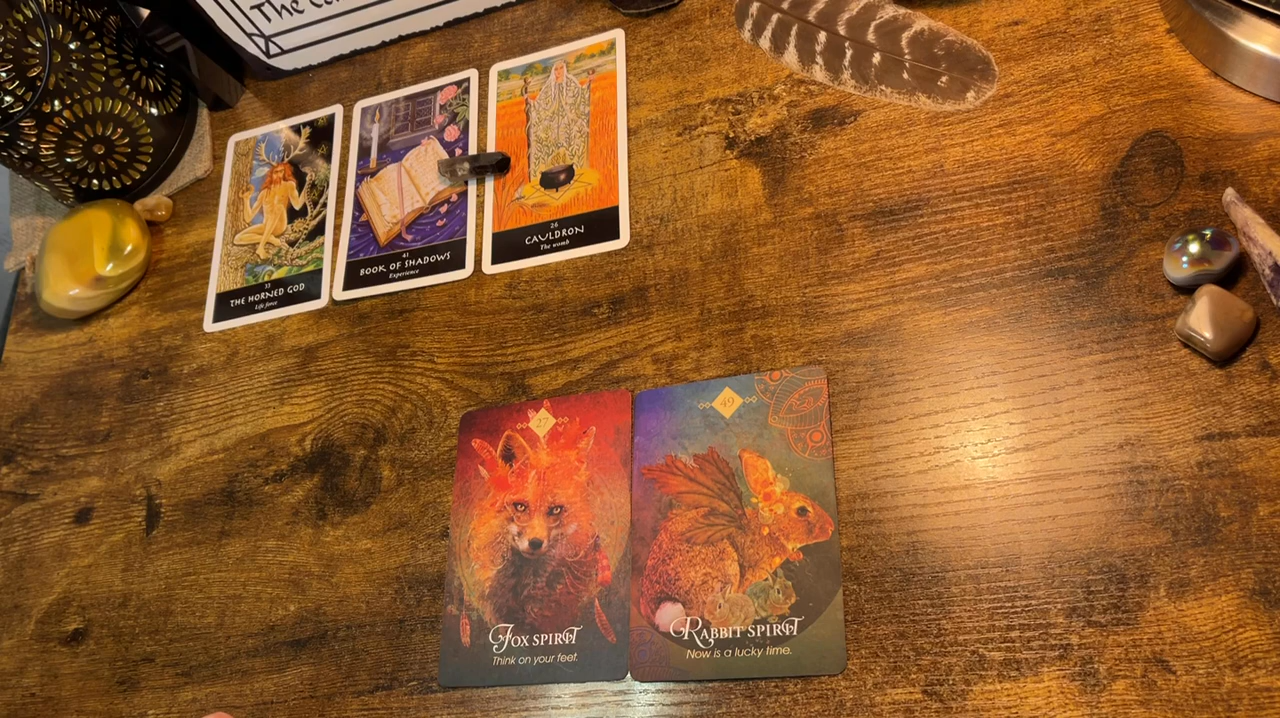 The
33
THE HORNED GOD
Life force
41
BOOK OF SHADOWS
Experience
26
CAULDRON
The womb
27
FOX SPIRIT
Think on your feet.
49
RABBIT SPIRIT
Now is a lucky time.